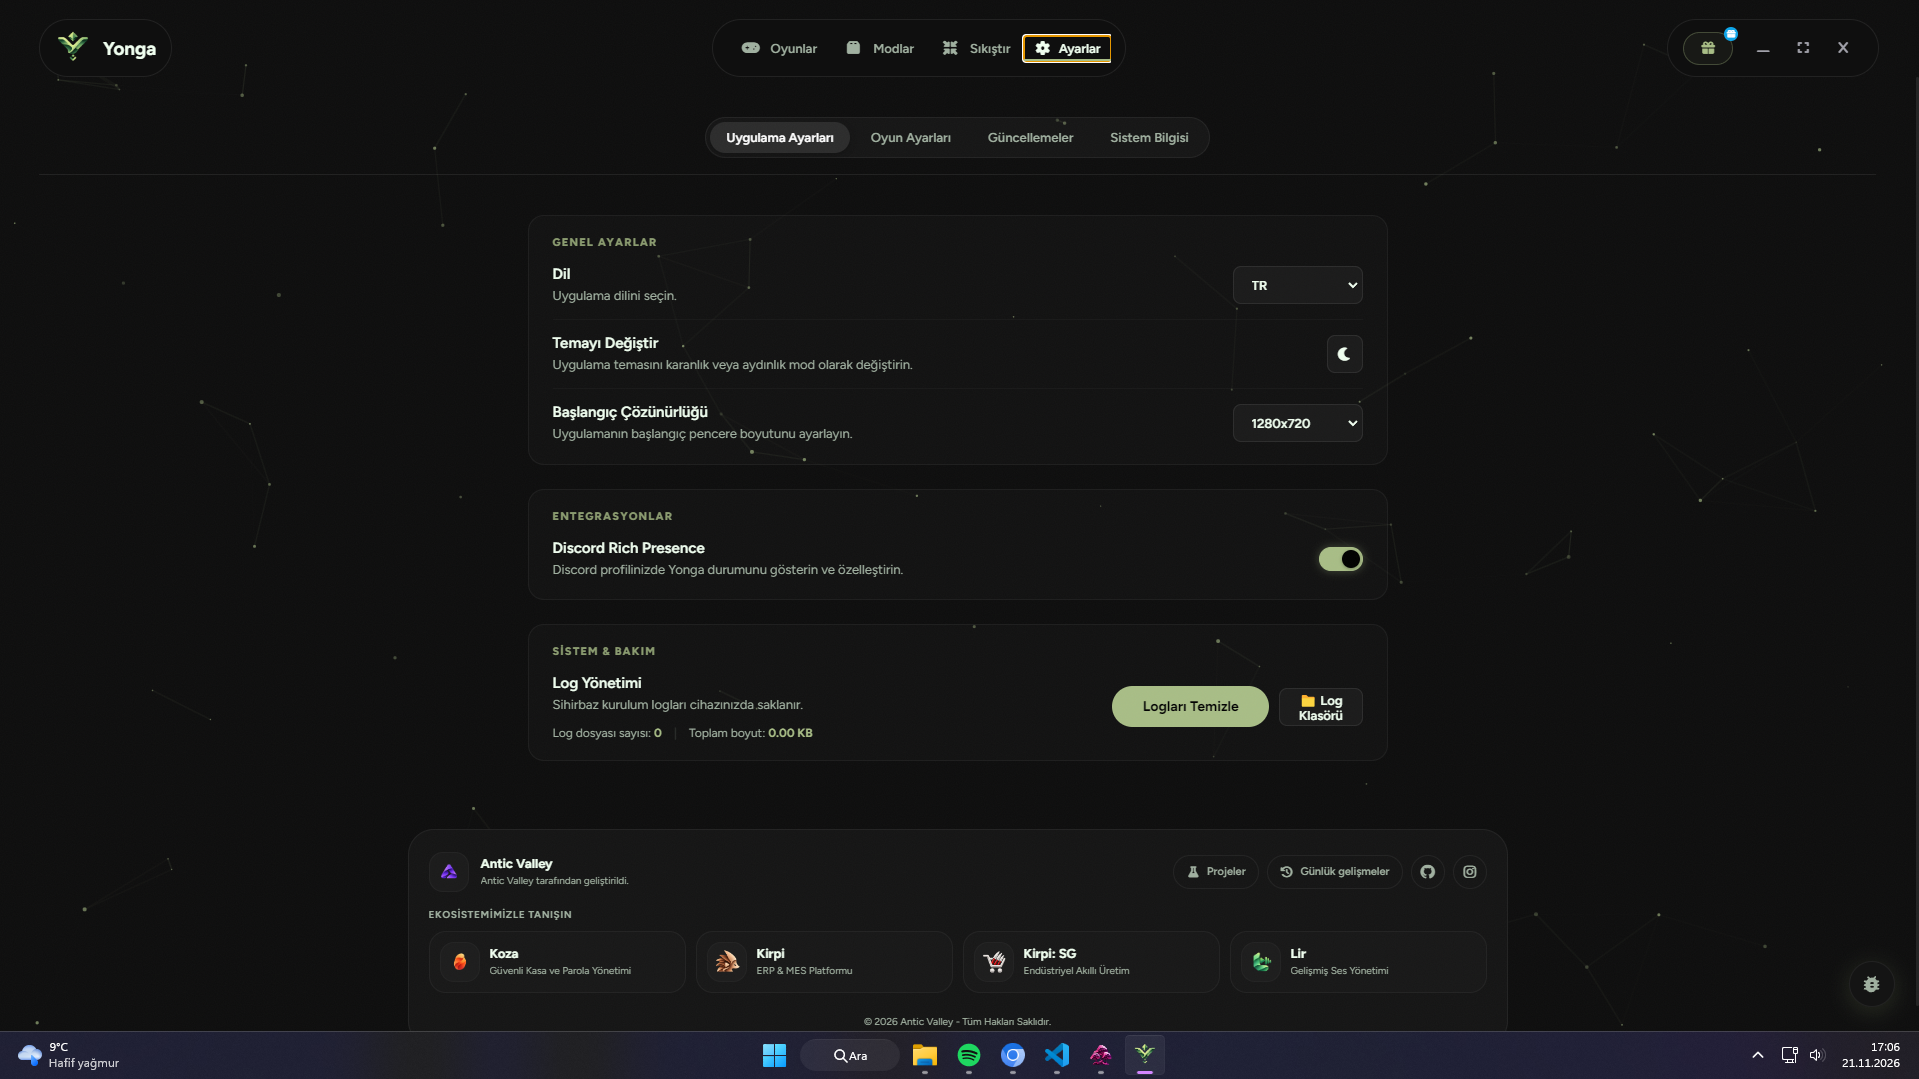 Yonga
Oyunlar
Modlar
Sıkıştır
Ayarlar
Uygulama Ayarları
Oyun Ayarları
Güncellemeler
Sistem Bilgisi
GENEL AYARLAR
Dil
Uygulama dilini seçin.
TR
Temayı Değiştir
Uygulama temasını karanlık veya aydınlık mod olarak değiştirin.
Başlangıç Çözünürlüğü
Uygulamanın başlangıç pencere boyutunu ayarlayın.
1280x720
ENTEGRASYONLAR
Discord Rich Presence
Discord profilinizde Yonga durumunu gösterin ve özelleştirin.
SİSTEM & BAKIM
Log Yönetimi
Sihirbaz kurulum logları cihazınızda saklanır.
Log dosyası sayısı: 0
Toplam boyut: 0.00 KB
Logları Temizle
Log
Klasörü
Antic Valley
Antic Valley tarafından geliştirildi.
Projeler
Günlük gelişmeler
EKOSİSTEMİMİZLE TANIŞIN
Koza
Güvenli Kasa ve Parola Yönetimi
Kirpi
ERP & MES Platformu
Kirpi: SG
Endüstriyel Akıllı Üretim
Lir
Gelişmiş Ses Yönetimi
© 2026 Antic Valley - Tüm Hakları Saklıdır.
9°C
Hafif yağmur
Ara
17:06
21.11.2026